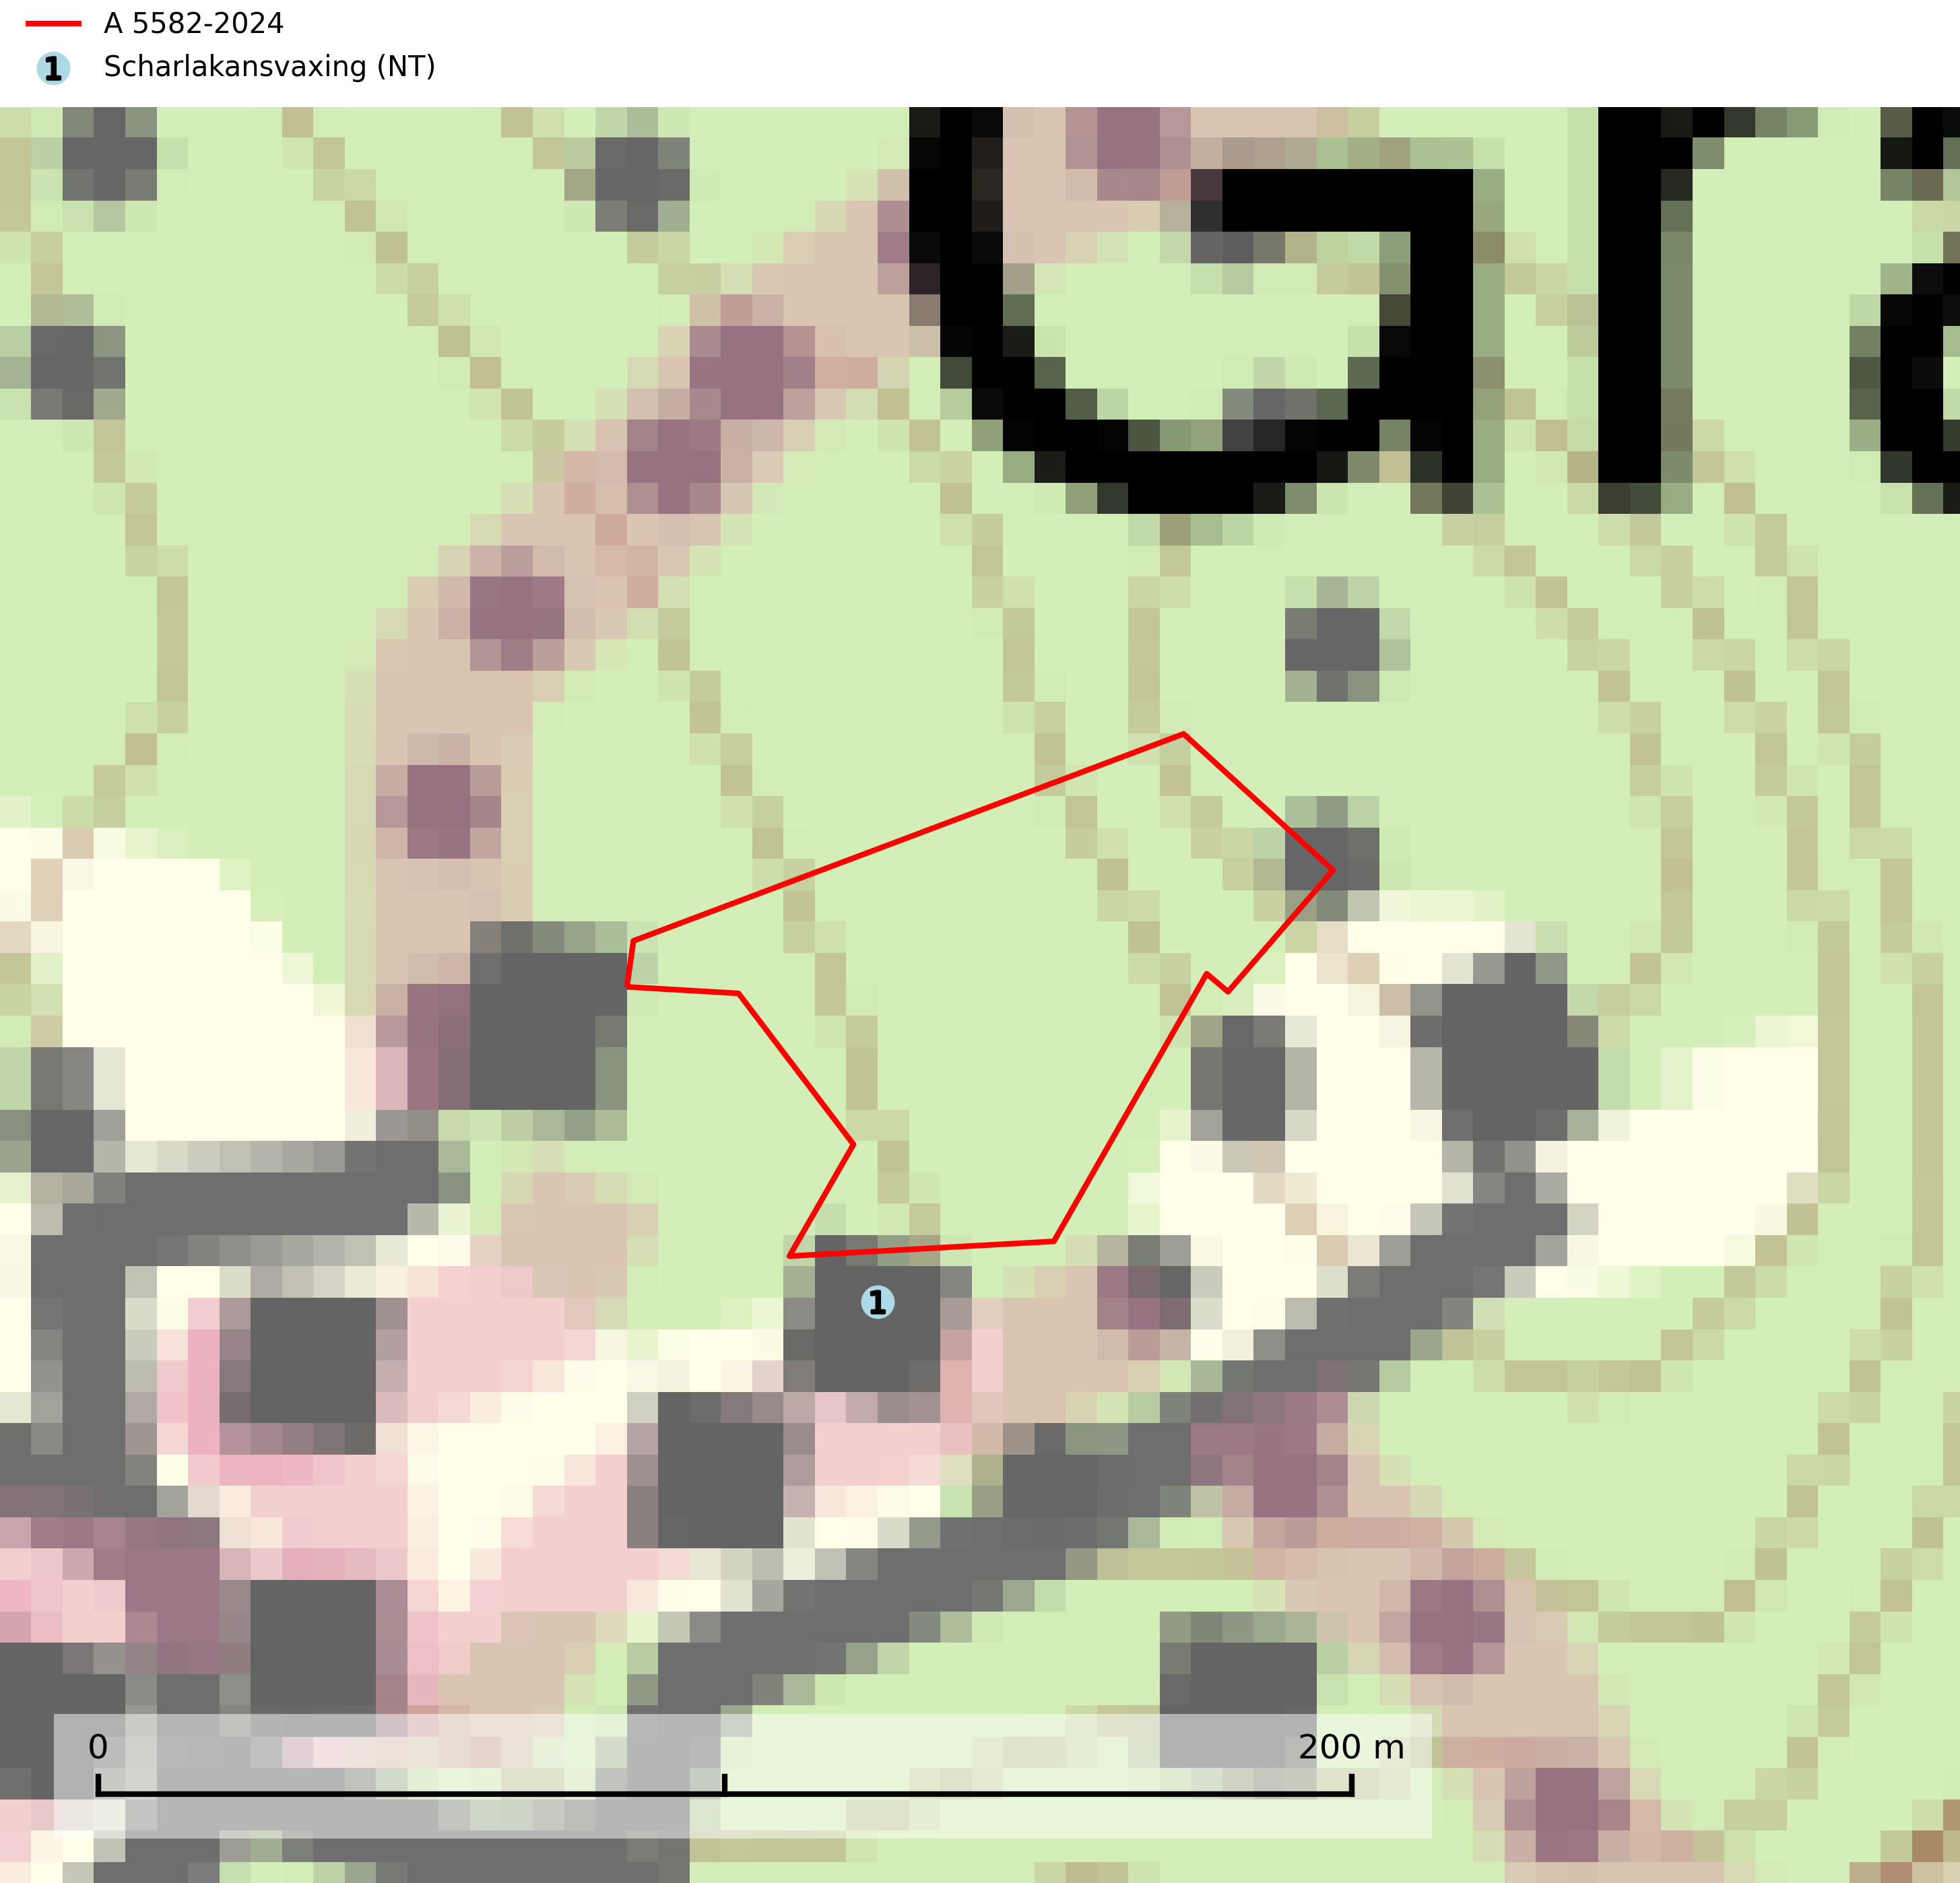 A 5582-2024
1 Scharlakansvaxing (NT)
1
0 200 m